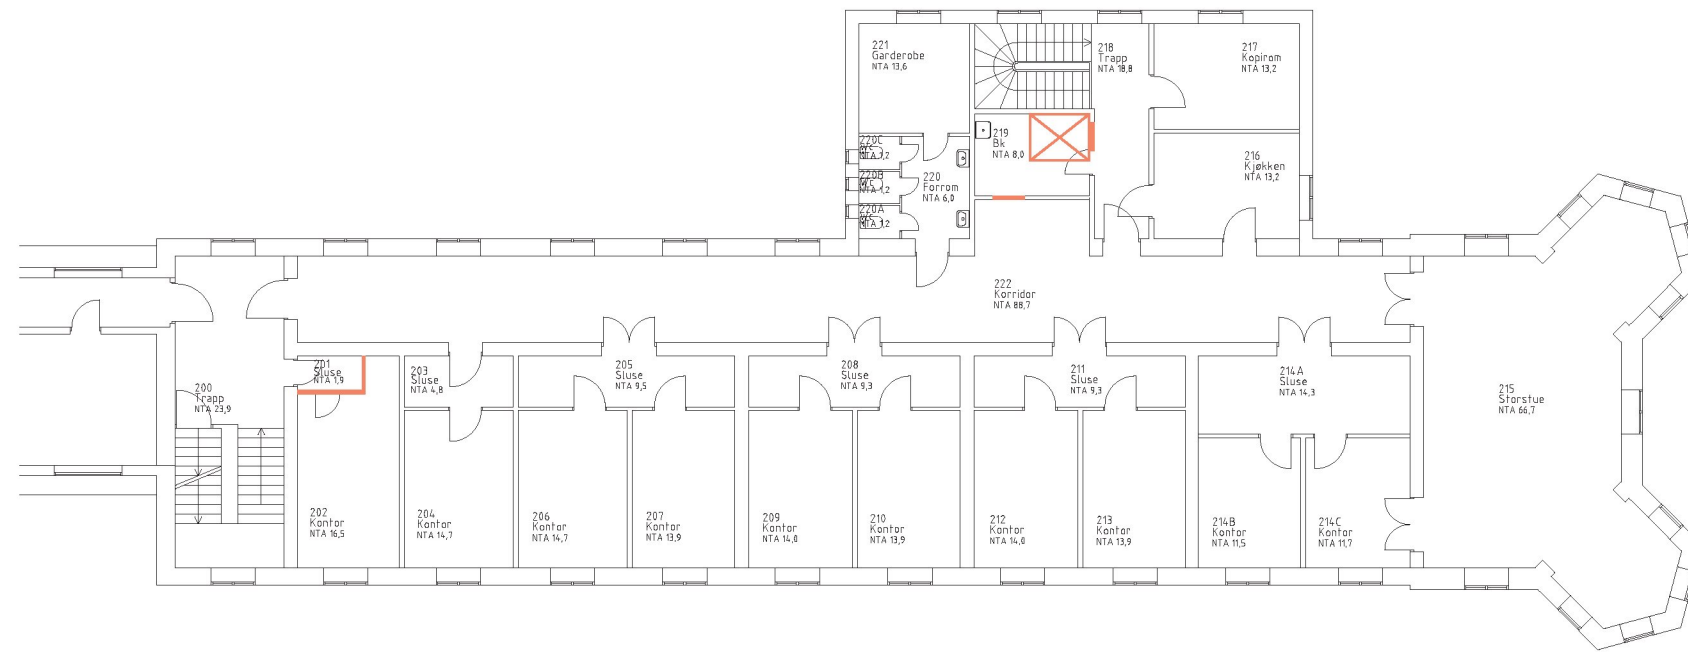 221
Garderobe
NTA 13,6
218
Trapp
NTA 18,8
217
Kopirom
NTA 13,2
220C
Wc
NTA 1,2
219
Bk
NTA 8,0
216
Kjøkken
NTA 13,2
220B
Wc
NTA 1,2
220
Forrom
NTA 6,0
220A
Wc
NTA 1,2
222
Korridor
NTA 88,7
201
Sluse
NTA 1,9
203
Sluse
NTA 4,8
205
Sluse
NTA 9,5
208
Sluse
NTA 9,3
211
Sluse
NTA 9,3
214A
Sluse
NTA 14,3
200
Trapp
NTA 23,9
215
Storstue
NTA 66,7
202
Kontor
NTA 16,5
204
Kontor
NTA 14,7
206
Kontor
NTA 14,7
207
Kontor
NTA 13,9
209
Kontor
NTA 14,0
210
Kontor
NTA 13,9
212
Kontor
NTA 14,0
213
Kontor
NTA 13,9
214B
Kontor
NTA 11,5
214C
Kontor
NTA 11,7